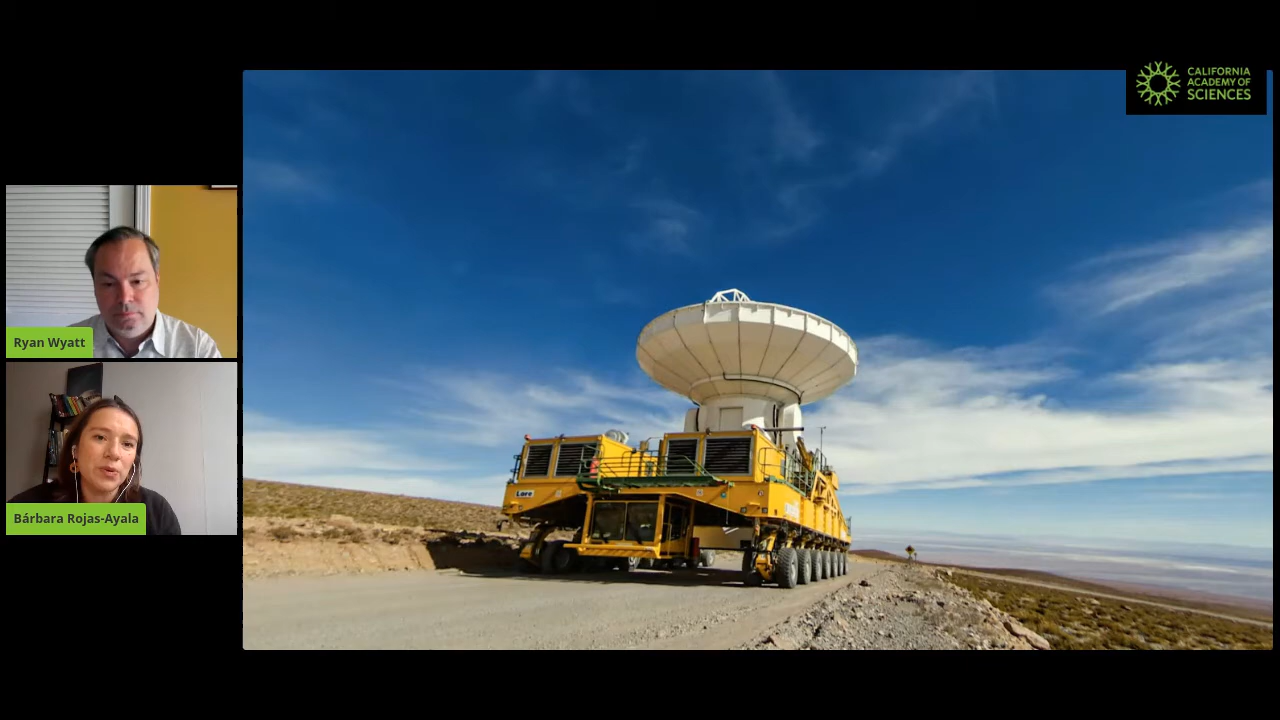 CALIFORNIA
ACADEMY OF
SCIENCES
Ryan Wyatt
Bárbara Rojas-Ayala
Lore